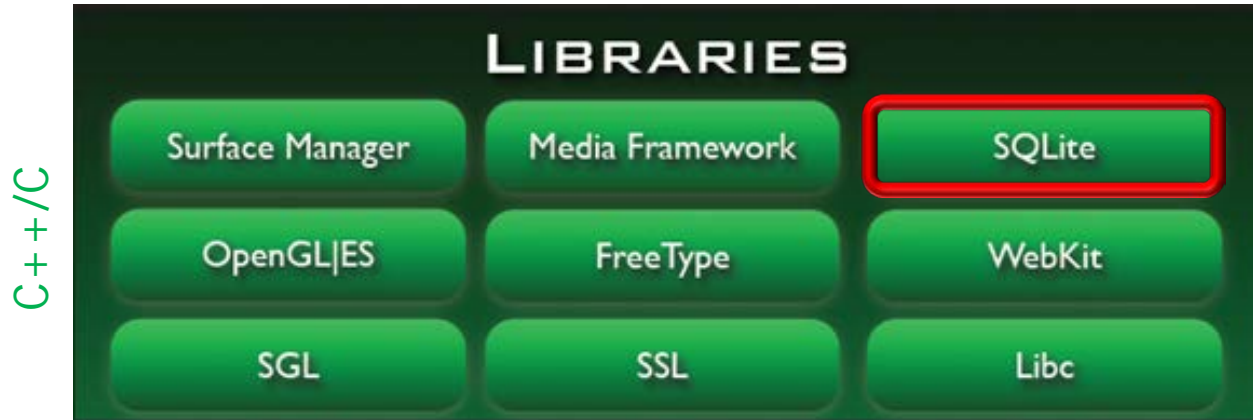 LIBRARIES
C++/C
Surface Manager
Media Framework
SQLite
OpenGL|ES
FreeType
WebKit
SGL
SSL
Libc